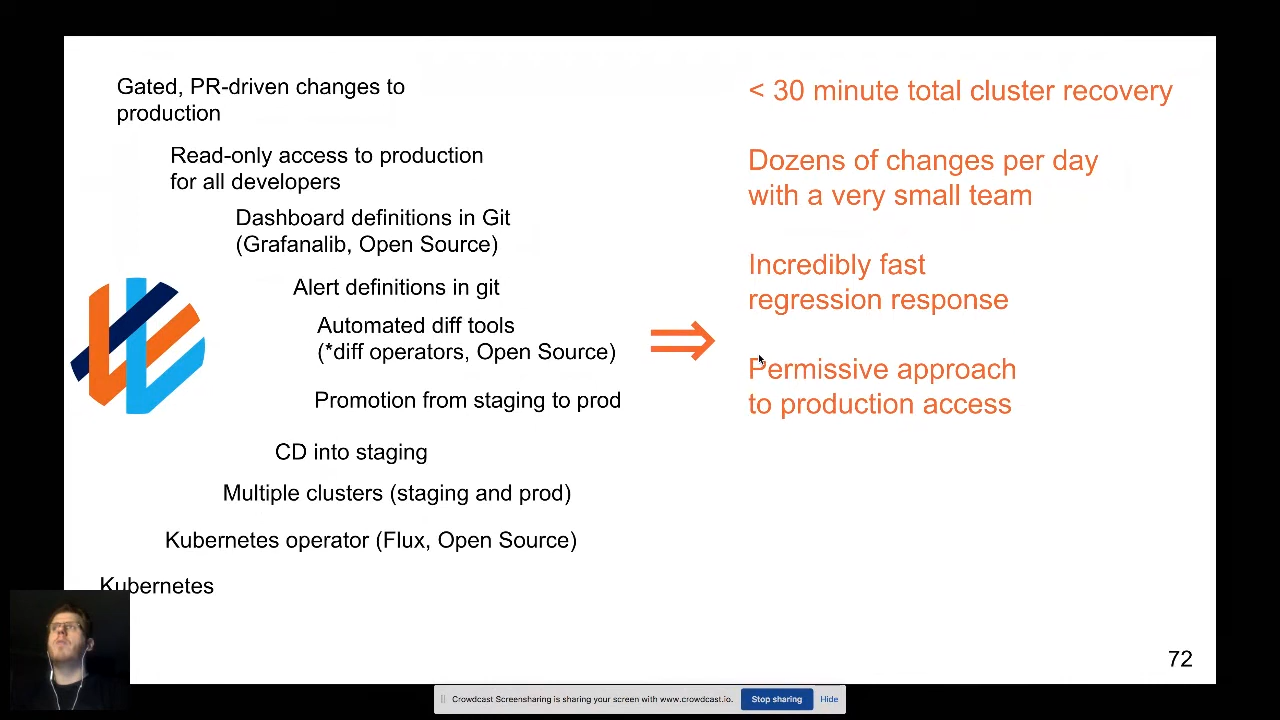 Gated, PR-driven changes to
production
Read-only access to production
for all developers
Dashboard definitions in Git
(Grafanalib, Open Source)
Alert definitions in git
Automated diff tools
(*diff operators, Open Source)
Promotion from staging to prod
CD into staging
Multiple clusters (staging and prod)
Kubernetes operator (Flux, Open Source)
Kubernetes
⇒
< 30 minute total cluster recovery
Dozens of changes per day
with a very small team
Incredibly fast
regression response
Permissive approach
to production access
72
Crowdcast Screensharing is sharing your screen with www.crowdcast.io. Stop sharing Hide